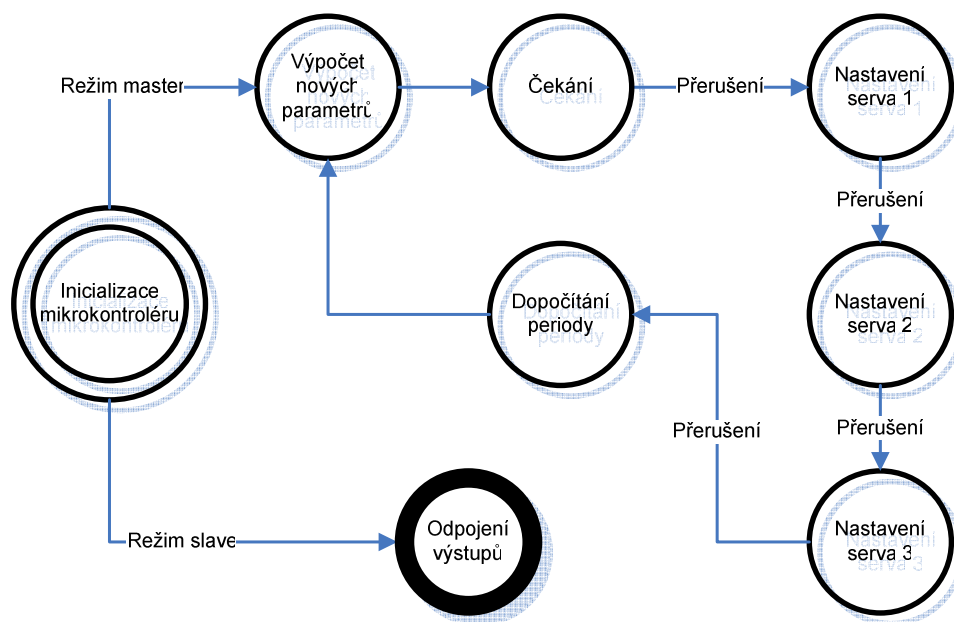 Režim master
Výpočet
nových
parametrů
Čekání
Přerušení
Nastavení
serva 1
Přerušení
Inicializace
mikrokontroléru
Dopočítání
periody
Nastavení
serva 2
Přerušení
Přerušení
Režim slave
Odpojení
výstupů
Nastavení
serva 3